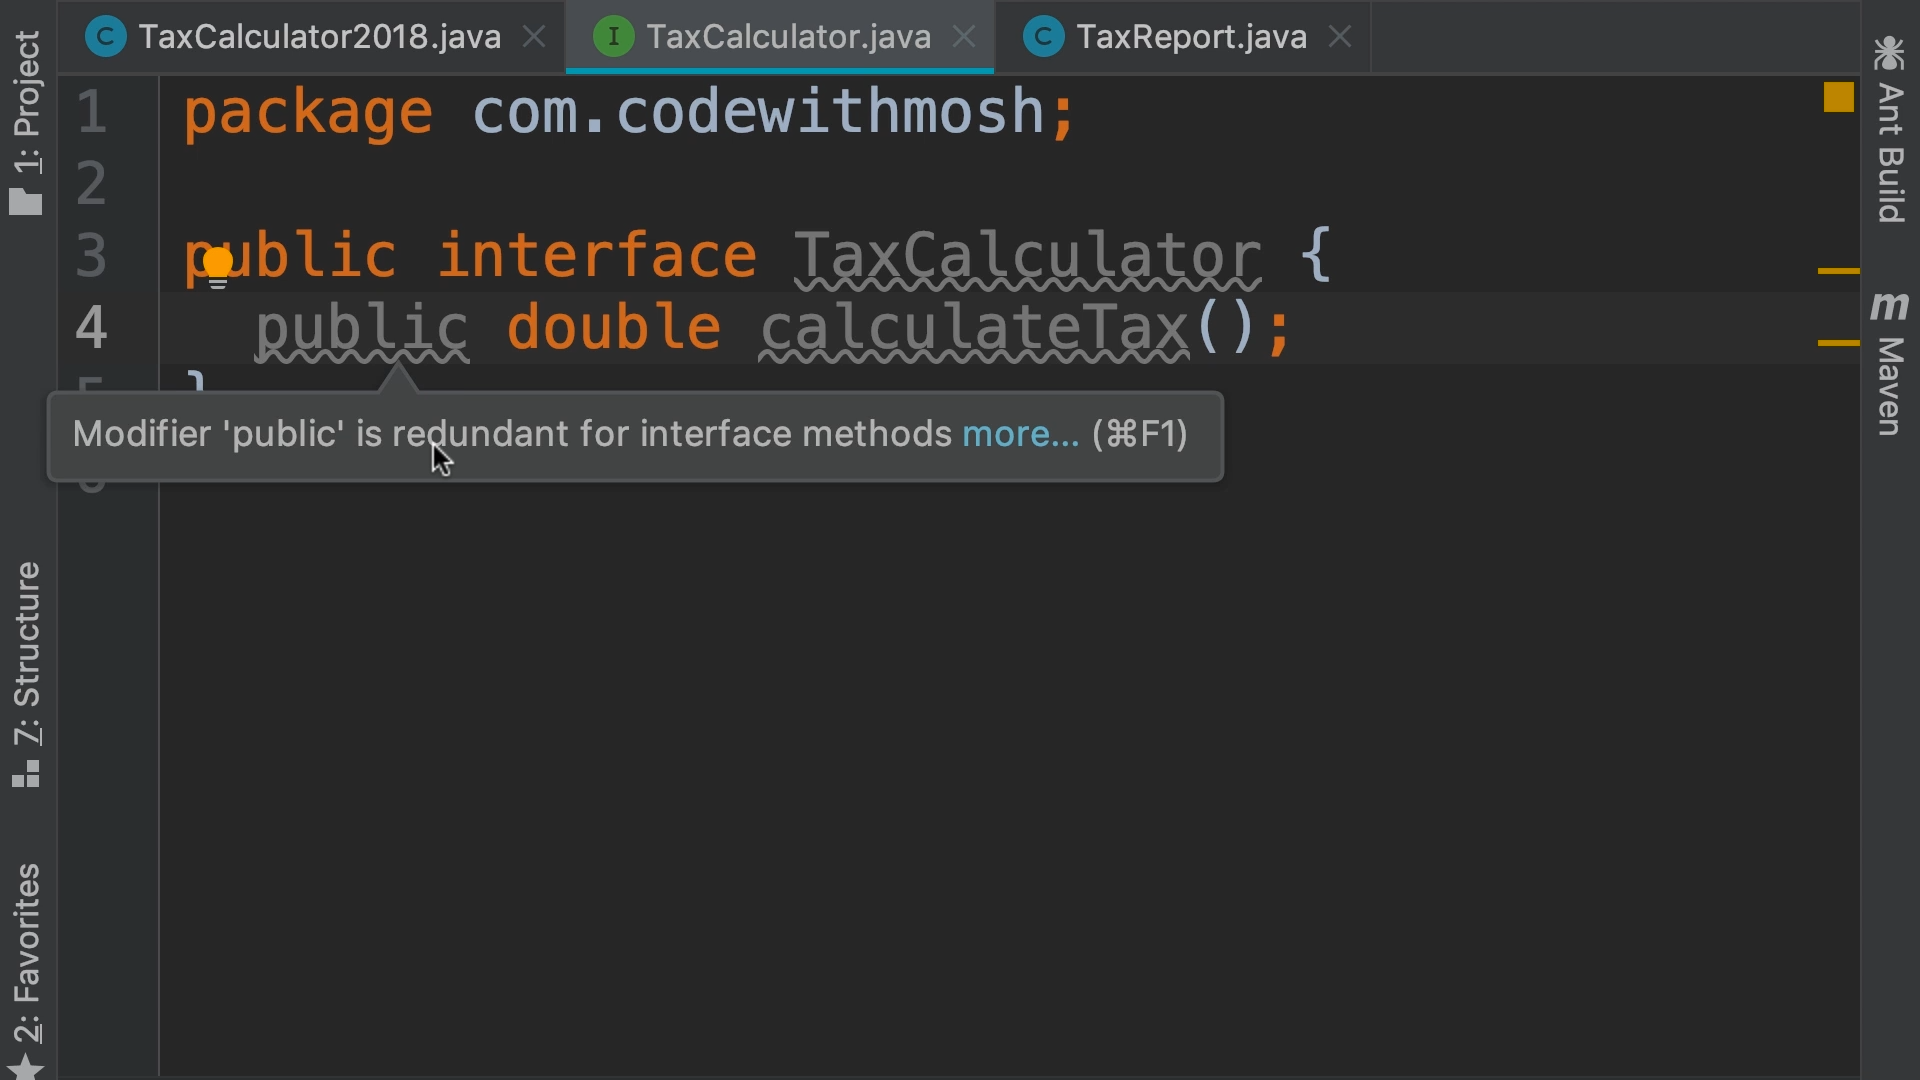 TaxCalculator2018.java
TaxCalculator.java
TaxReport.java
1: Project
7: Structure
2: Favorites
1 package com.codewithmosh;
2
3 public interface TaxCalculator {
4 public double calculateTax();
}
Modifier 'public' is redundant for interface methods more... (⌘F1)
Ant Build
m Maven